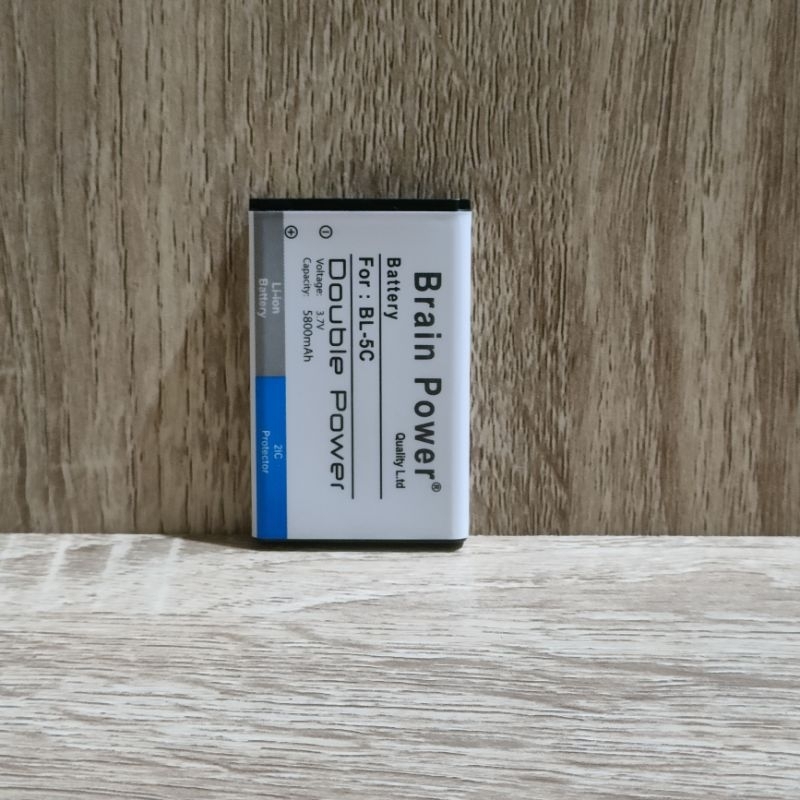 Brain Power®
Quality L.td
Battery
For : BL-5C
Double Power
Voltage: 3.7V
Capacity: 5800mAh
Li-ion
Battery
2IC
Protector